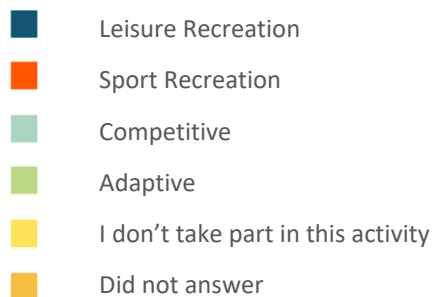 Leisure Recreation
Sport Recreation
Competitive
Adaptive
I don’t take part in this activity
Did not answer